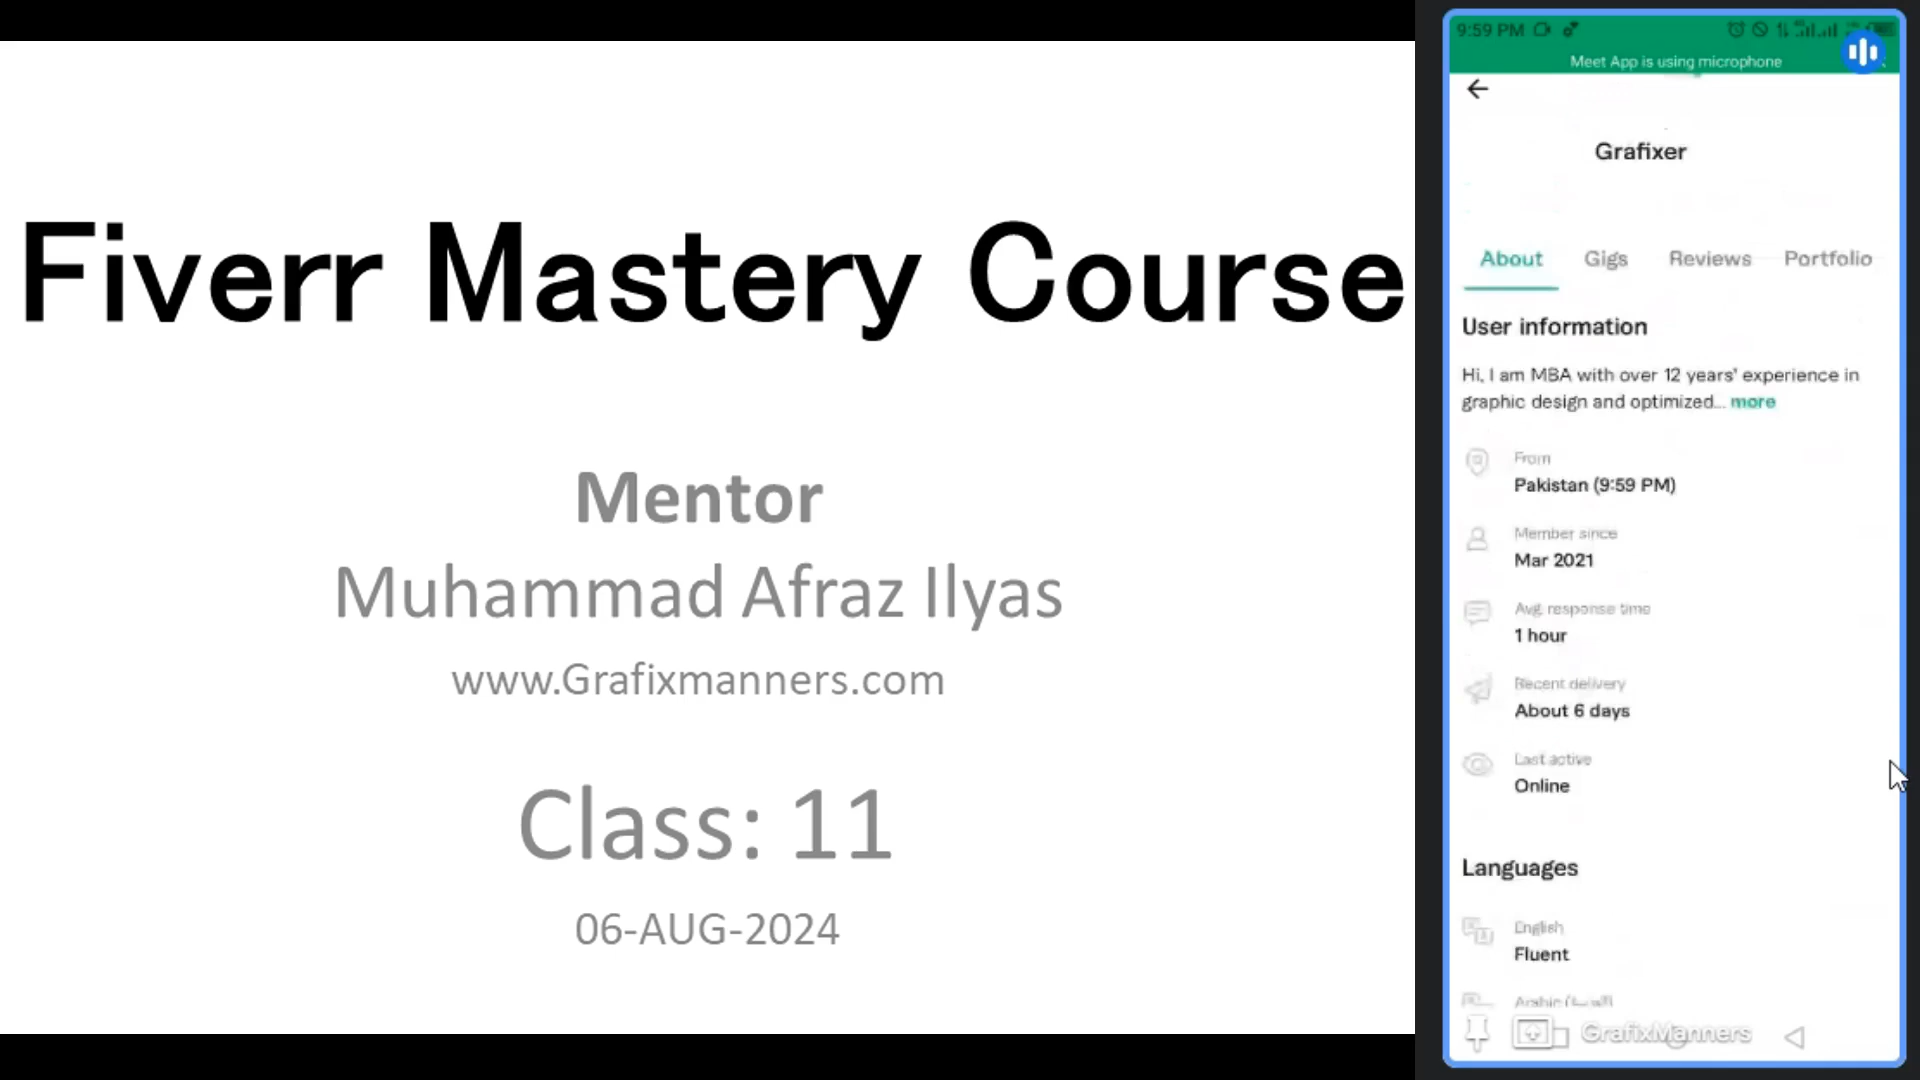 Fiverr Mastery Course
Mentor
Muhammad Afraz Ilyas
www.Grafixmanners.com
Class: 11
06-AUG-2024
9:59 PM
Meet App is using microphone
Grafixer
About Gigs Reviews Portfolio
User information
Hi, I am MBA with over 12 years' experience in
graphic design and optimized... more
From
Pakistan (9:59 PM)
Member since
Mar 2021
Avg. response time
1 hour
Recent delivery
About 6 days
Last active
Online
Languages
English
Fluent
Arabic
GrafixManners